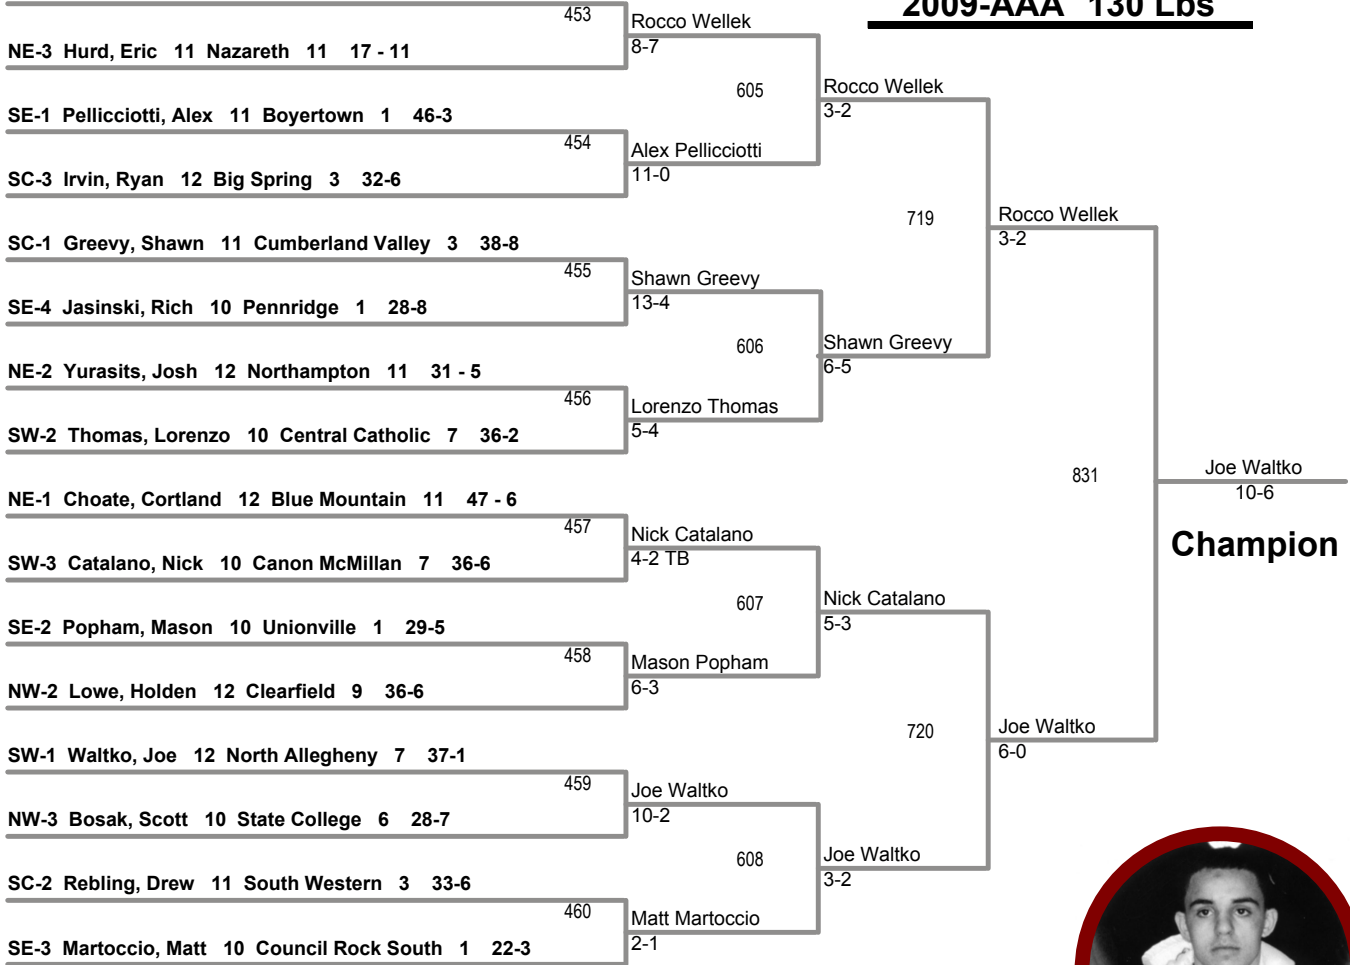 2009-AAA 130 Lbs
453
Rocco Wellek
8-7
NE-3 Hurd, Eric 11 Nazareth 11 17 - 11
605
Rocco Wellek
3-2
SE-1 Pellicciotti, Alex 11 Boyertown 1 46-3
454
Alex Pellicciotti
11-0
SC-3 Irvin, Ryan 12 Big Spring 3 32-6
719
Rocco Wellek
3-2
SC-1 Greevy, Shawn 11 Cumberland Valley 3 38-8
455
Shawn Greevy
13-4
SE-4 Jasinski, Rich 10 Pennridge 1 28-8
606
Shawn Greevy
6-5
NE-2 Yurasits, Josh 12 Northampton 11 31 - 5
456
Lorenzo Thomas
5-4
SW-2 Thomas, Lorenzo 10 Central Catholic 7 36-2
831
Joe Waltko
10-6
Champion
NE-1 Choate, Cortland 12 Blue Mountain 11 47 - 6
457
Nick Catalano
4-2 TB
SW-3 Catalano, Nick 10 Canon McMillan 7 36-6
607
Nick Catalano
5-3
SE-2 Popham, Mason 10 Unionville 1 29-5
458
Mason Popham
6-3
NW-2 Lowe, Holden 12 Clearfield 9 36-6
720
Joe Waltko
6-0
SW-1 Waltko, Joe 12 North Allegheny 7 37-1
459
Joe Waltko
10-2
NW-3 Bosak, Scott 10 State College 6 28-7
608
Joe Waltko
3-2
SC-2 Rebling, Drew 11 South Western 3 33-6
460
Matt Martoccio
2-1
SE-3 Martoccio, Matt 10 Council Rock South 1 22-3